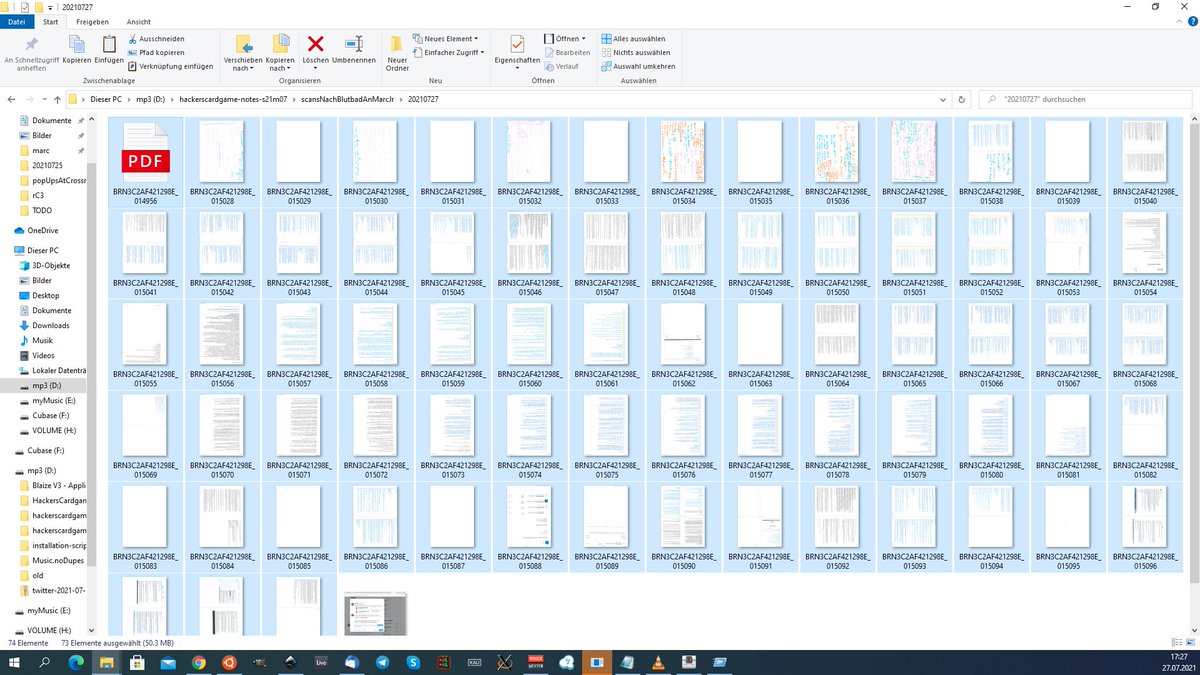 20210727
Datei Start Freigeben Ansicht
An Schnellzugriff anheften
Kopieren
Einfügen
Ausschneiden
Pfad kopieren
Verknüpfung einfügen
Zwischenablage
Verschieben nach
Kopieren nach
Löschen
Umbenennen
Organisieren
Neuer Ordner
Neues Element
Einfacher Zugriff
Neu
Eigenschaften
Öffnen
Bearbeiten
Verlauf
Öffnen
Alles auswählen
Nichts auswählen
Auswahl umkehren
Auswählen
Dieser PC › mp3 (D:) › hackerscardgame-notes-s21m07 › scansNachBlutbadAnMarcJr › 20210727
"20210727" durchsuchen
Dokumente
Bilder
marc
20210725
popUpsAtCrossr
rC3
TODO
OneDrive
Dieser PC
3D-Objekte
Bilder
Desktop
Dokumente
Downloads
Musik
Videos
Lokaler Datenträ
mp3 (D:)
myMusic (E:)
Cubase (F:)
VOLUME (H:)
Cubase (F:)
mp3 (D:)
Blaize V3 - Appli
HackersCardgan
hackerscardgam
hackerscardgam
installation-scrip
Music.noDupes
old
twitter-2021-07-
myMusic (E:)
VOLUME (H:)
PDF
BRN3C2AF421298E_014956
BRN3C2AF421298E_015028
BRN3C2AF421298E_015029
BRN3C2AF421298E_015030
BRN3C2AF421298E_015031
BRN3C2AF421298E_015032
BRN3C2AF421298E_015033
BRN3C2AF421298E_015034
BRN3C2AF421298E_015035
BRN3C2AF421298E_015036
BRN3C2AF421298E_015037
BRN3C2AF421298E_015038
BRN3C2AF421298E_015039
BRN3C2AF421298E_015040
BRN3C2AF421298E_015041
BRN3C2AF421298E_015042
BRN3C2AF421298E_015043
BRN3C2AF421298E_015044
BRN3C2AF421298E_015045
BRN3C2AF421298E_015046
BRN3C2AF421298E_015047
BRN3C2AF421298E_015048
BRN3C2AF421298E_015049
BRN3C2AF421298E_015050
BRN3C2AF421298E_015051
BRN3C2AF421298E_015052
BRN3C2AF421298E_015053
BRN3C2AF421298E_015054
BRN3C2AF421298E_015055
BRN3C2AF421298E_015056
BRN3C2AF421298E_015057
BRN3C2AF421298E_015058
BRN3C2AF421298E_015059
BRN3C2AF421298E_015060
BRN3C2AF421298E_015061
BRN3C2AF421298E_015062
BRN3C2AF421298E_015063
BRN3C2AF421298E_015064
BRN3C2AF421298E_015065
BRN3C2AF421298E_015066
BRN3C2AF421298E_015067
BRN3C2AF421298E_015068
BRN3C2AF421298E_015069
BRN3C2AF421298E_015070
BRN3C2AF421298E_015071
BRN3C2AF421298E_015072
BRN3C2AF421298E_015073
BRN3C2AF421298E_015074
BRN3C2AF421298E_015075
BRN3C2AF421298E_015076
BRN3C2AF421298E_015077
BRN3C2AF421298E_015078
BRN3C2AF421298E_015079
BRN3C2AF421298E_015080
BRN3C2AF421298E_015081
BRN3C2AF421298E_015082
BRN3C2AF421298E_015083
BRN3C2AF421298E_015084
BRN3C2AF421298E_015085
BRN3C2AF421298E_015086
BRN3C2AF421298E_015087
BRN3C2AF421298E_015088
BRN3C2AF421298E_015089
BRN3C2AF421298E_015090
BRN3C2AF421298E_015091
BRN3C2AF421298E_015092
BRN3C2AF421298E_015093
BRN3C2AF421298E_015094
BRN3C2AF421298E_015095
BRN3C2AF421298E_015096
74 Elemente 73 Elemente ausgewählt (50.3 MB)
Live
KALI
17:27
27.07.2021